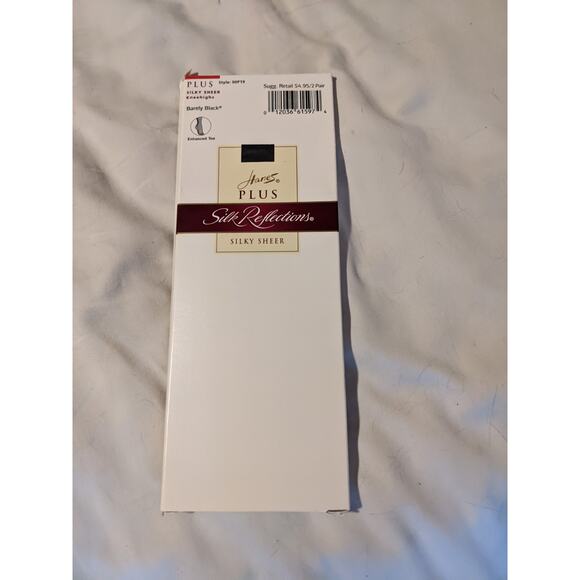 PLUS Style: 00P19
SILKY SHEER
Kneehighs
Barely Black®
Enhanced Toe
Sugg. Retail $4.95/2 Pair
0 12036 61597 4
Hanes®
PLUS
Silk Reflections®
SILKY SHEER